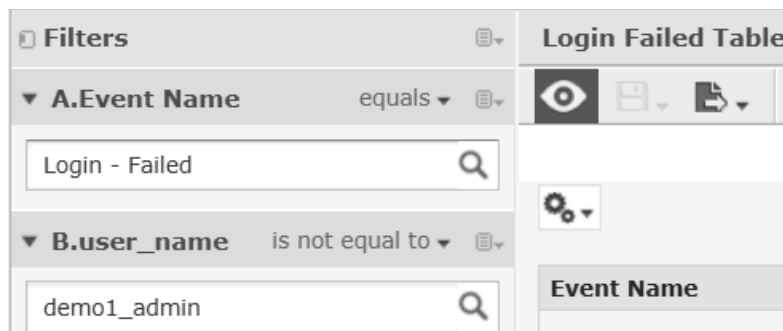 Filters
A.Event Name equals
Login - Failed
B.user_name is not equal to
demo1_admin
Login Failed Table
Event Name